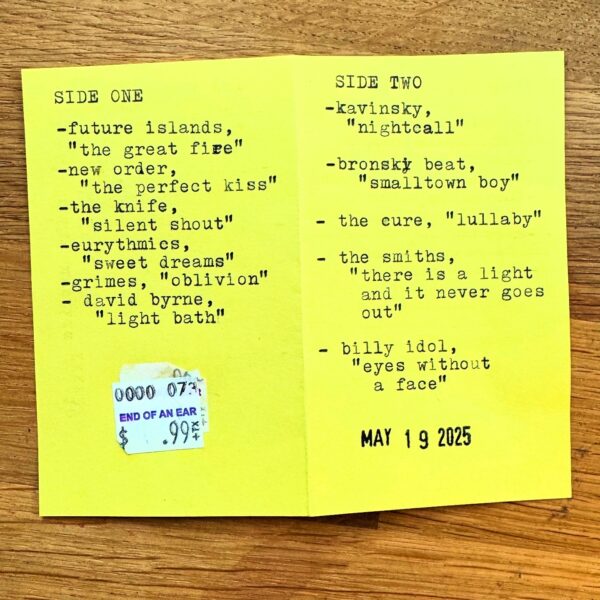 SIDE ONE
-future islands,
"the great fire"
-new order,
"the perfect kiss"
-the knife,
"silent shout"
-eurythmics,
"sweet dreams"
-grimes, "oblivion"
- david byrne,
"light bath"
0000 073
END OF AN EAR
$ .99
+TX
SIDE TWO
-kavinsky,
"nightcall"
-bronsky beat,
"smalltown boy"
- the cure, "lullaby"
- the smiths,
"there is a light
and it never goes
out"
- billy idol,
"eyes without
a face"
MAY 19 2025